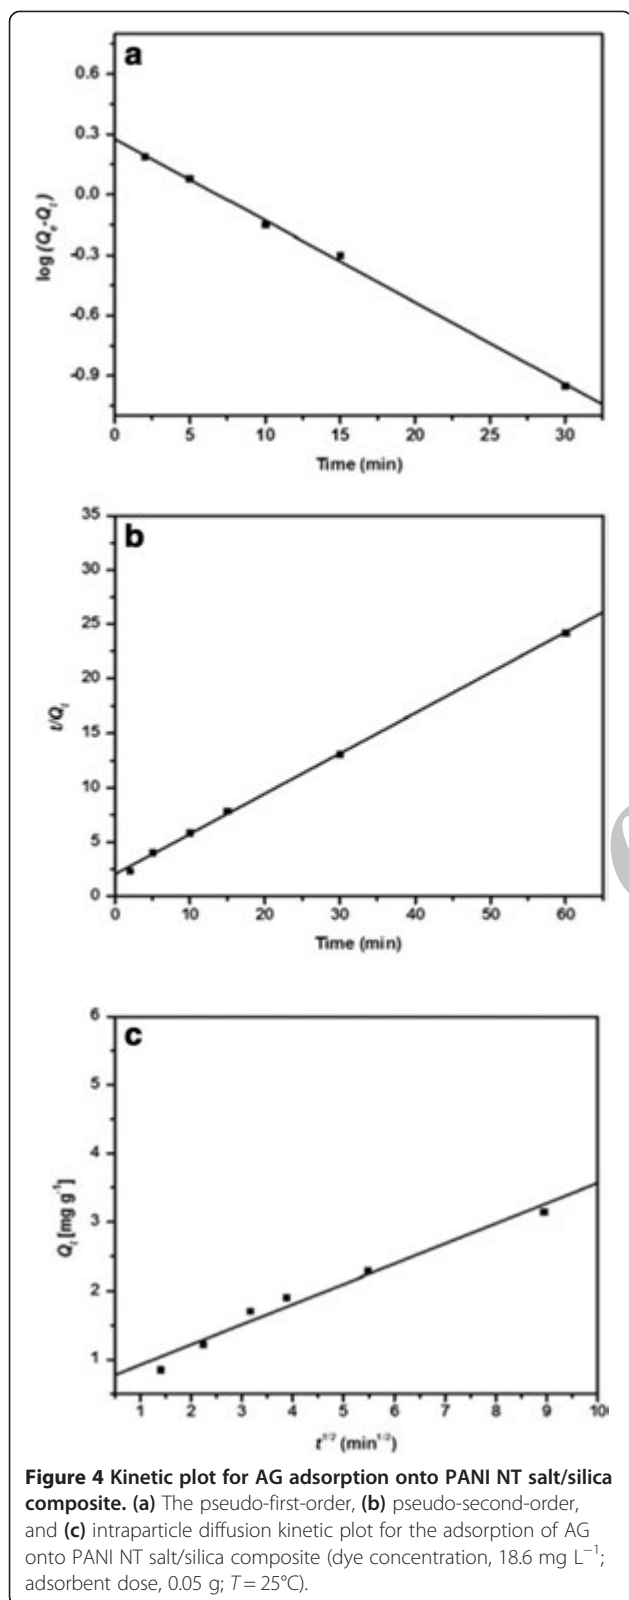 a
0.6
0.3
0.0
-0.3
-0.6
-0.9
log (Qe-Qt)
0 5 10 15 20 25 30
Time (min)
b
35
30
25
20
15
10
5
0
t/Qt
0 10 20 30 40 50 60
Time (min)
c
6
5
4
3
2
1
Qt [mg g-1]
1 2 3 4 5 6 7 8 9 10
t1/2 (min1/2)
Figure 4 Kinetic plot for AG adsorption onto PANI NT salt/silica
composite. (a) The pseudo-first-order, (b) pseudo-second-order,
and (c) intraparticle diffusion kinetic plot for the adsorption of AG
onto PANI NT salt/silica composite (dye concentration, 18.6 mg L−1;
adsorbent dose, 0.05 g; T = 25°C).